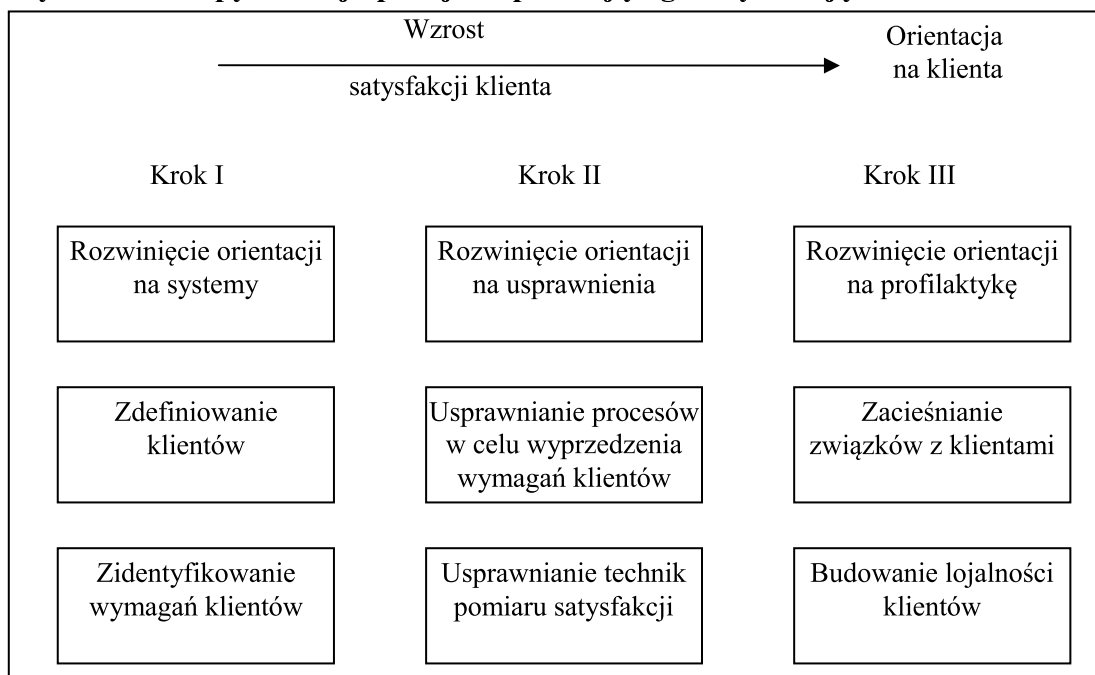 Wzrost
satysfakcji klienta
Orientacja
na klienta
Krok I
Krok II
Krok III
Rozwinięcie orientacji
na systemy
Rozwinięcie orientacji
na usprawnienia
Rozwinięcie orientacji
na profilaktykę
Zdefiniowanie
klientów
Usprawnianie procesów
w celu wyprzedzenia
wymagań klientów
Zacieśnianie
związków z klientami
Zidentyfikowanie
wymagań klientów
Usprawnianie technik
pomiaru satysfakcji
Budowanie lojalności
klientów